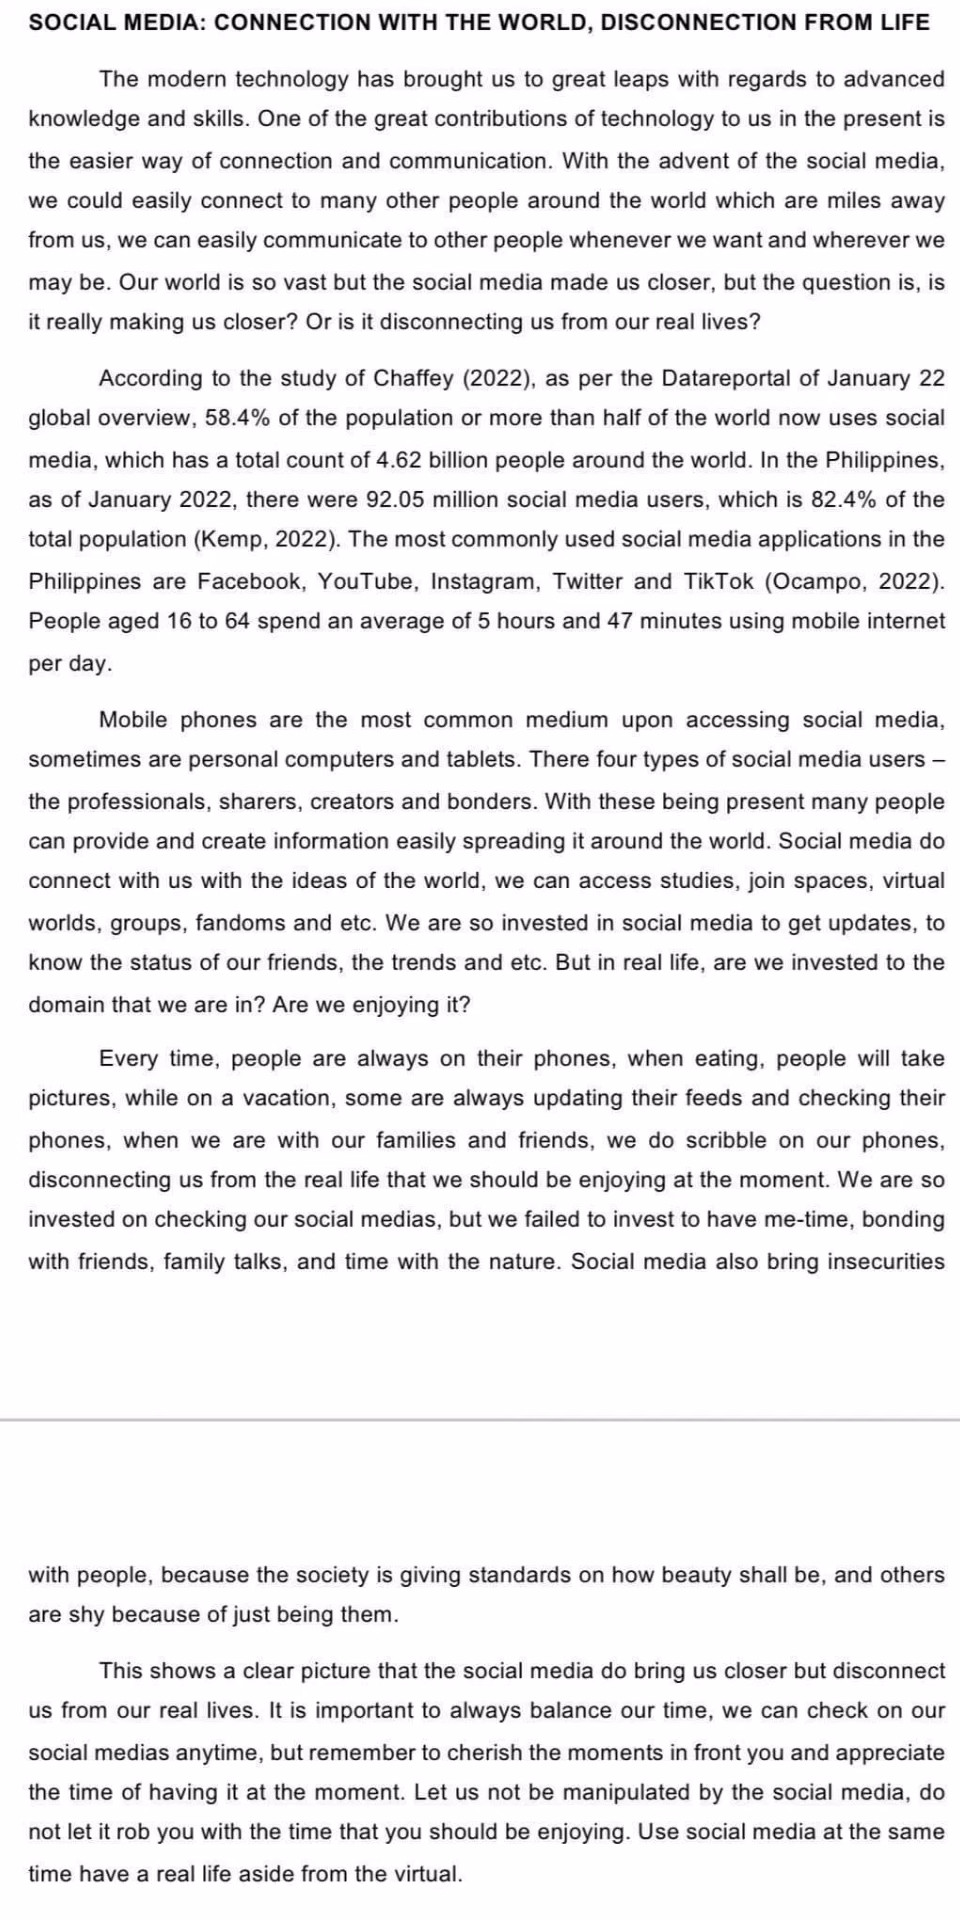 SOCIAL MEDIA: CONNECTION WITH THE WORLD, DISCONNECTION FROM LIFE
The modern technology has brought us to great leaps with regards to advanced
knowledge and skills. One of the great contributions of technology to us in the present is
the easier way of connection and communication. With the advent of the social media,
we could easily connect to many other people around the world which are miles away
from us, we can easily communicate to other people whenever we want and wherever we
may be. Our world is so vast but the social media made us closer, but the question is, is
it really making us closer? Or is it disconnecting us from our real lives?
According to the study of Chaffey (2022), as per the Datareportal of January 22
global overview, 58.4% of the population or more than half of the world now uses social
media, which has a total count of 4.62 billion people around the world. In the Philippines,
as of January 2022, there were 92.05 million social media users, which is 82.4% of the
total population (Kemp, 2022). The most commonly used social media applications in the
Philippines are Facebook, YouTube, Instagram, Twitter and TikTok (Ocampo, 2022).
People aged 16 to 64 spend an average of 5 hours and 47 minutes using mobile internet
per day.
Mobile phones are the most common medium upon accessing social media,
sometimes are personal computers and tablets. There four types of social media users –
the professionals, sharers, creators and bonders. With these being present many people
can provide and create information easily spreading it around the world. Social media do
connect with us with the ideas of the world, we can access studies, join spaces, virtual
worlds, groups, fandoms and etc. We are so invested in social media to get updates, to
know the status of our friends, the trends and etc. But in real life, are we invested to the
domain that we are in? Are we enjoying it?
Every time, people are always on their phones, when eating, people will take
pictures, while on a vacation, some are always updating their feeds and checking their
phones, when we are with our families and friends, we do scribble on our phones,
disconnecting us from the real life that we should be enjoying at the moment. We are so
invested on checking our social medias, but we failed to invest to have me-time, bonding
with friends, family talks, and time with the nature. Social media also bring insecurities
with people, because the society is giving standards on how beauty shall be, and others
are shy because of just being them.
This shows a clear picture that the social media do bring us closer but disconnect
us from our real lives. It is important to always balance our time, we can check on our
social medias anytime, but remember to cherish the moments in front you and appreciate
the time of having it at the moment. Let us not be manipulated by the social media, do
not let it rob you with the time that you should be enjoying. Use social media at the same
time have a real life aside from the virtual.